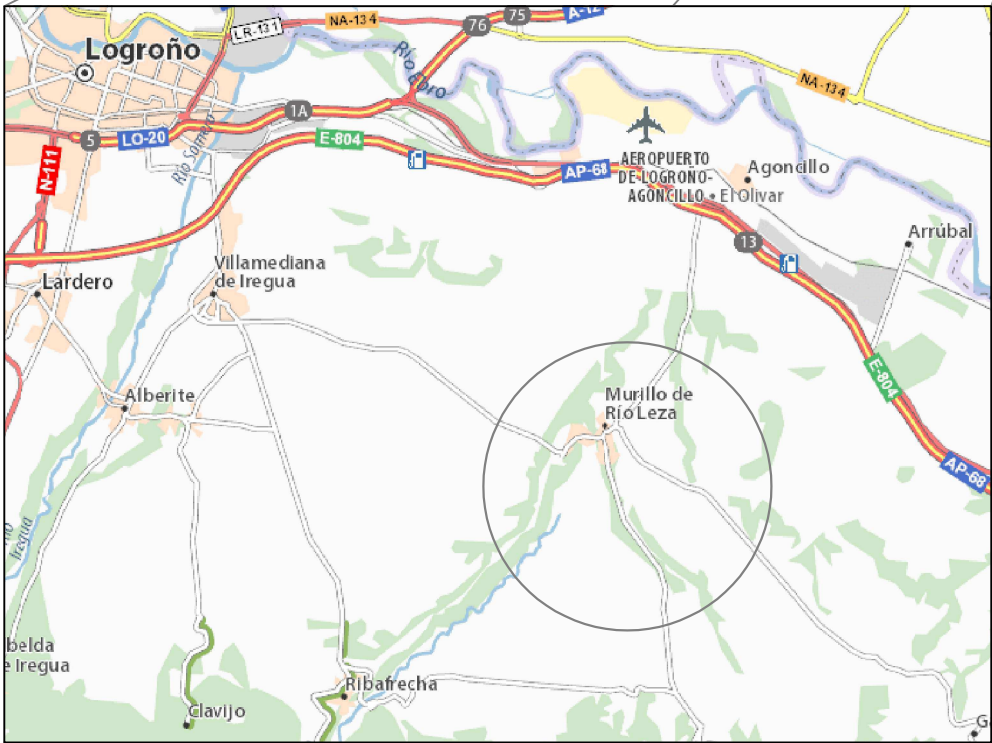 75
76
A-12
NA-134
LR-131
Logroño
Río Ebro
NA-134
1A
5
LO-20
E-804
N-111
AP-68
AEROPUERTO
DE LOGROÑO-
AGONCILLO
Agoncillo
El Olivar
13
Arrúbal
Villamediana
de Iregua
Lardero
E-804
Alberite
Murillo de
Río Leza
AP-68
Río
Iregua
belda
e Iregua
Ribafrecha
Clavijo
G